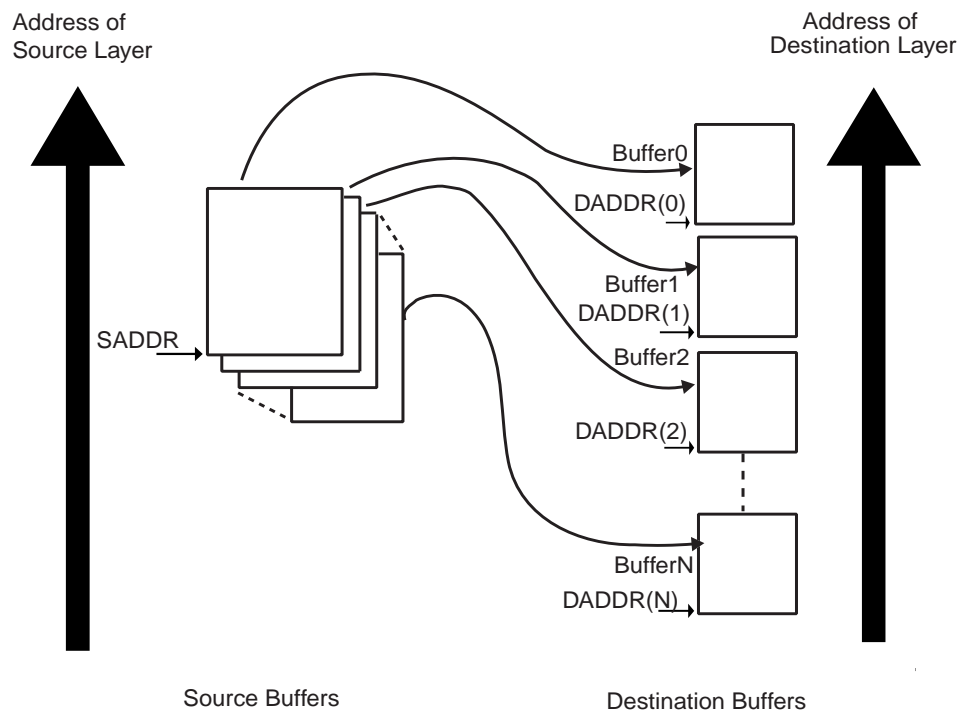 Address of
Source Layer
Address of
Destination Layer
Buffer0
DADDR(0)
Buffer1
DADDR(1)
SADDR
Buffer2
DADDR(2)
BufferN
DADDR(N)
Source Buffers
Destination Buffers